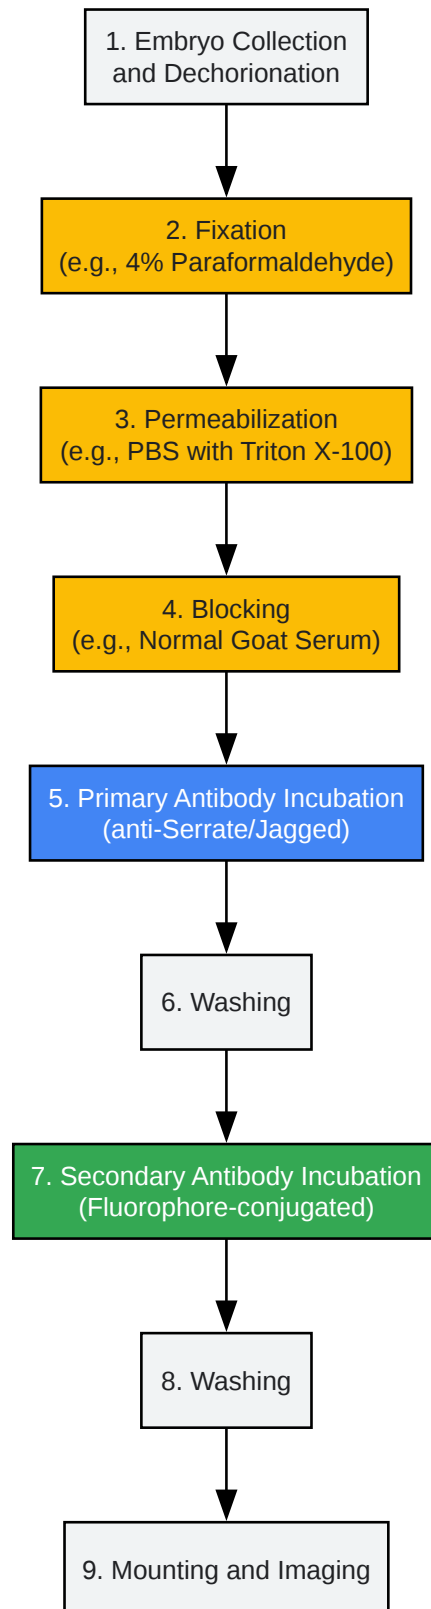 1. Embryo Collection
and Dechorionation
2. Fixation
(e.g., 4% Paraformaldehyde)
3. Permeabilization
(e.g., PBS with Triton X-100)
4. Blocking
(e.g., Normal Goat Serum)
5. Primary Antibody Incubation
(anti-Serrate/Jagged)
6. Washing
7. Secondary Antibody Incubation
(Fluorophore-conjugated)
8. Washing
9. Mounting and Imaging